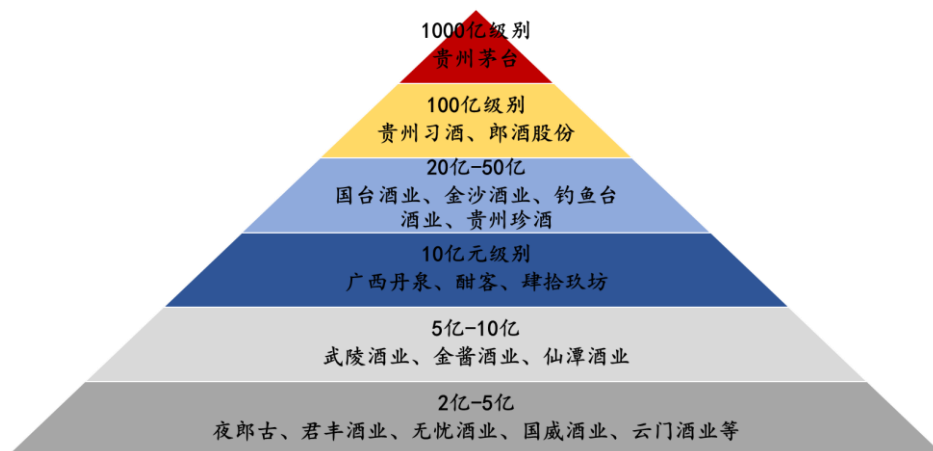 1000亿级别
贵州茅台
100亿级别
贵州习酒、郎酒股份
20亿-50亿
国台酒业、金沙酒业、钓鱼台
酒业、贵州珍酒
10亿元级别
广西丹泉、酣客、肆拾玖坊
5亿-10亿
武陵酒业、金酱酒业、仙潭酒业
2亿-5亿
夜郎古、君丰酒业、无忧酒业、国威酒业、云门酒业等